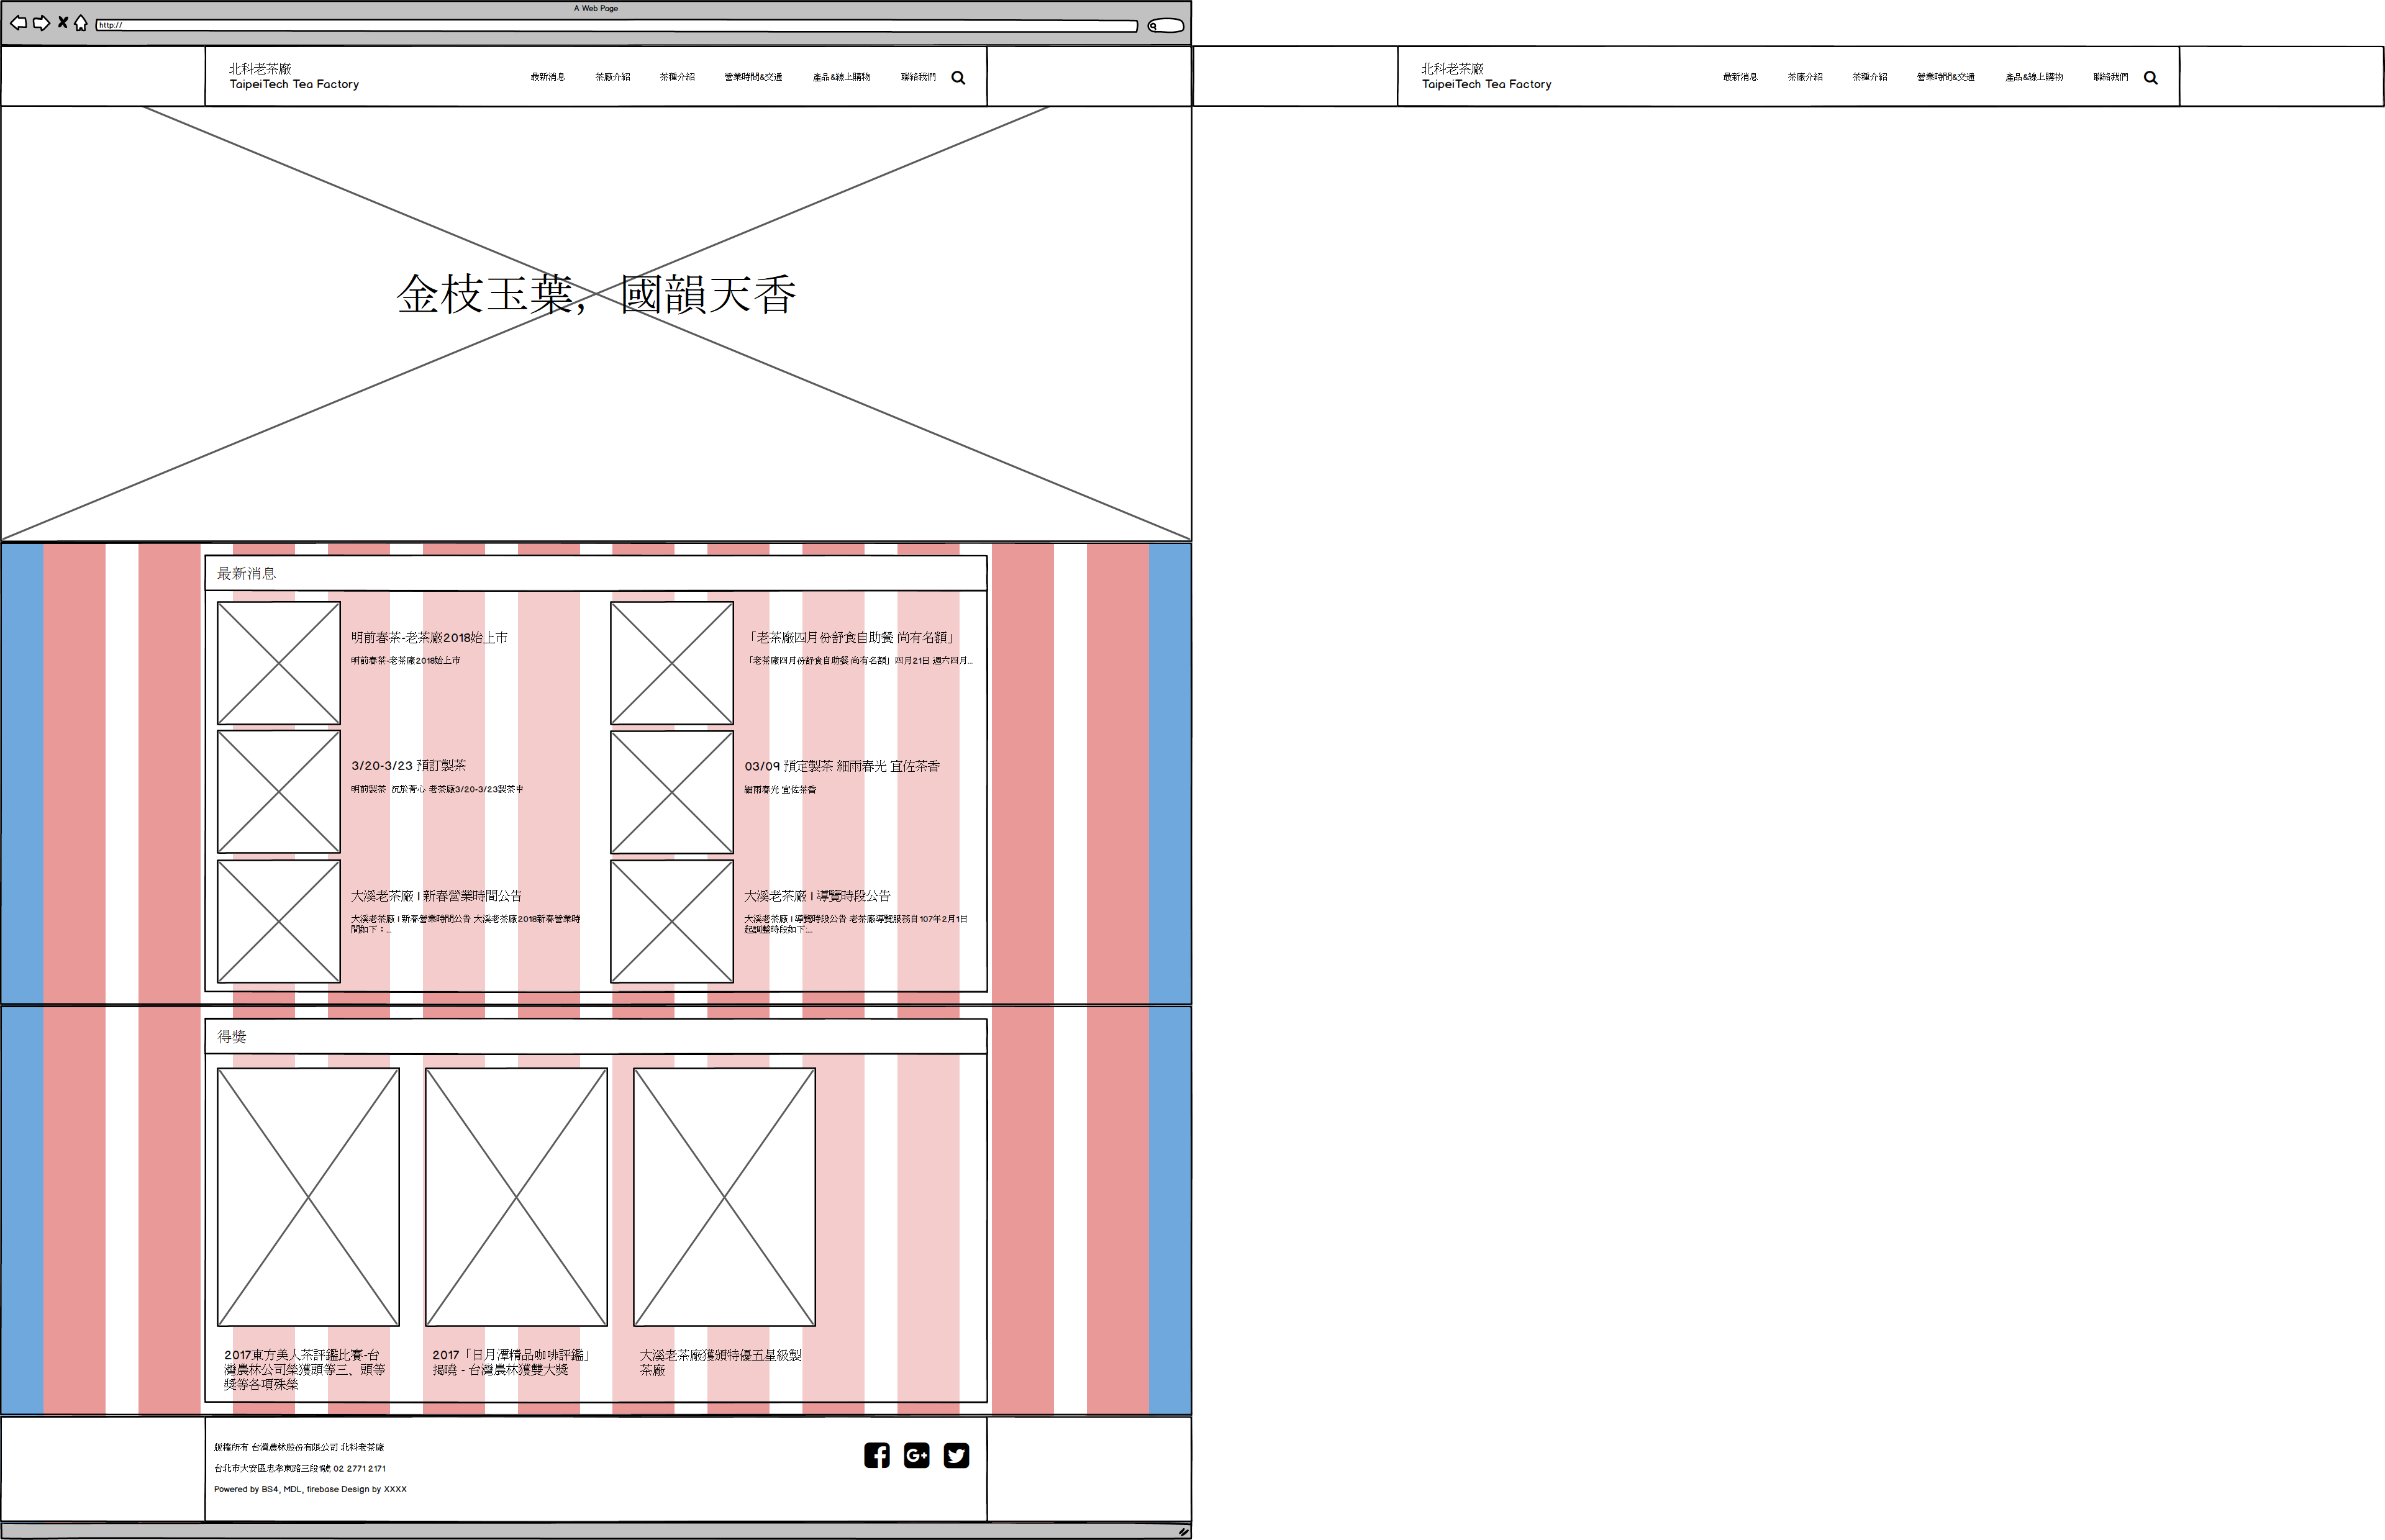 A Web Page
http://
北科老茶廠
TaipeiTech Tea Factory
最新消息 茶廠介紹 茶種介紹 營業時間&交通 產品&線上購物 聯絡我們
北科老茶廠
TaipeiTech Tea Factory
最新消息 茶廠介紹 茶種介紹 營業時間&交通 產品&線上購物 聯絡我們
金枝玉葉，國韻天香
最新消息
明前春茶-老茶廠2018始上市
明前春茶-老茶廠2018始上市
「老茶廠四月份舒食自助餐 尚有名額」
「老茶廠四月份舒食自助餐 尚有名額」四月21日 週六四月...
3/20-3/23 預訂製茶
明前製茶 沉於菁心 老茶廠3/20-3/23製茶中
03/09 預定製茶 細雨春光 宜佐茶香
細雨春光 宜佐茶香
大溪老茶廠 l 新春營業時間公告
大溪老茶廠 l 新春營業時間公告 大溪老茶廠2018新春營業時
間如下：...
大溪老茶廠 l 導覽時段公告
大溪老茶廠 l 導覽時段公告 老茶廠導覽服務自107年2月1日
起調整時段如下:...
得獎
2017東方美人茶評鑑比賽-台
灣農林公司榮獲頭等三、頭等
獎等各項殊榮
2017「日月潭精品咖啡評鑑」
揭曉 - 台灣農林獲雙大獎
大溪老茶廠獲頒特優五星級製
茶廠
版權所有 台灣農林股份有限公司 北科老茶廠
台北市大安區忠孝東路三段1號 02 2771 2171
Powered by BS4, MDL, firebase Design by XXXX